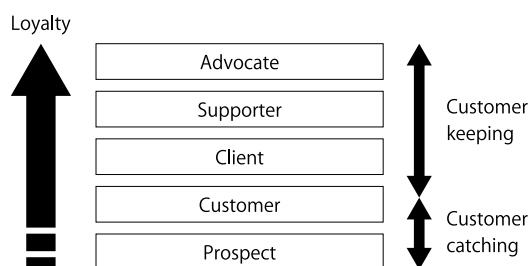 Loyalty
Advocate
Supporter
Client
Customer
Prospect
Customer
keeping
Customer
catching